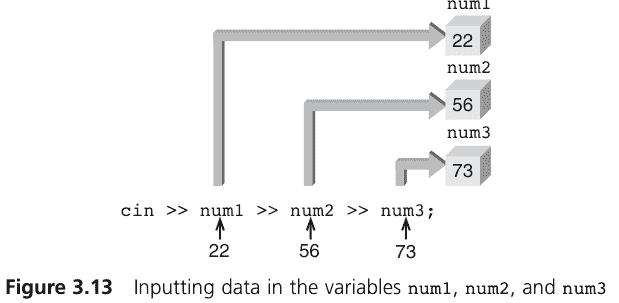 num1
22
num2
56
num3
73
cin >> num1 >> num2 >> num3;
22 56 73
Figure 3.13 Inputting data in the variables num1, num2, and num3